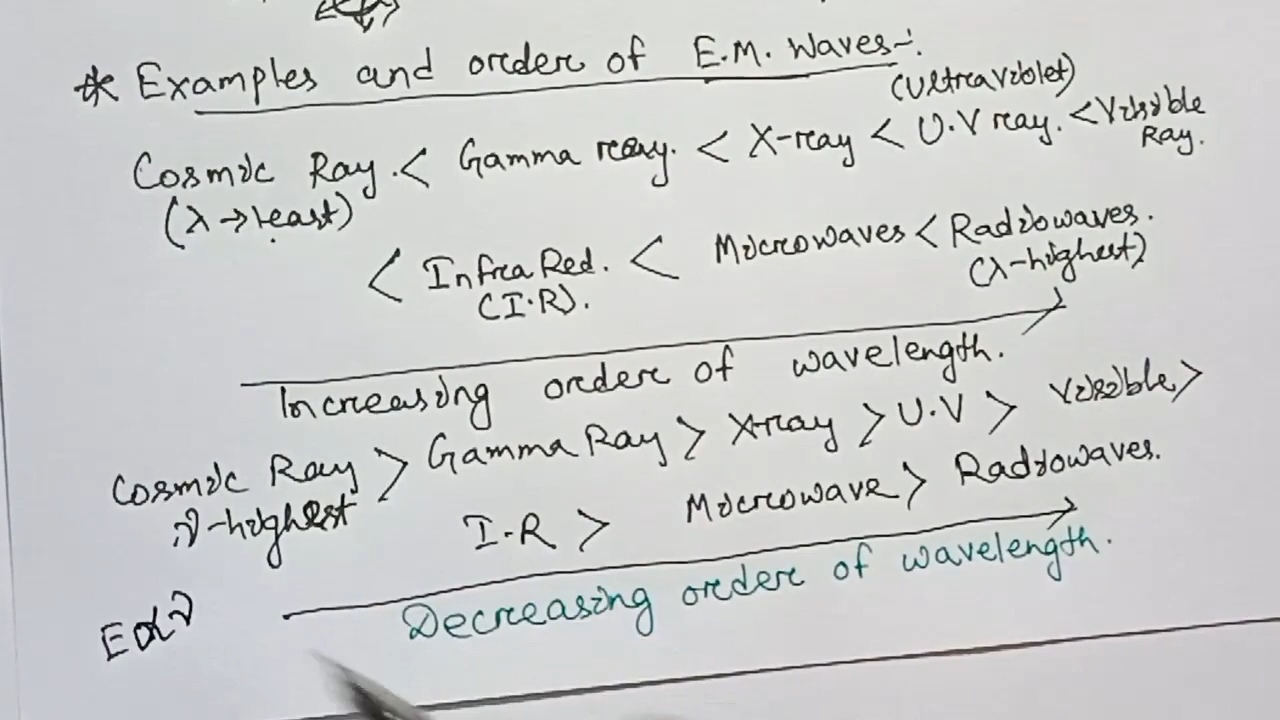 * Examples and order of E.M. Waves-:
(Ultraviolet)
Cosmic Ray. < Gamma reay. < X-ray < U.V ray. < Visible Ray.
(λ→least)
< Infra Red. < Microwaves < Radiowaves.
(I.R). (λ-highest)
Increasing order of wavelength.
Cosmic Ray > Gamma Ray > X-ray > U.V > Visible >
ν-highest I.R > Microwave > Radiowaves.
E∝ν Decreasing order of wavelength.